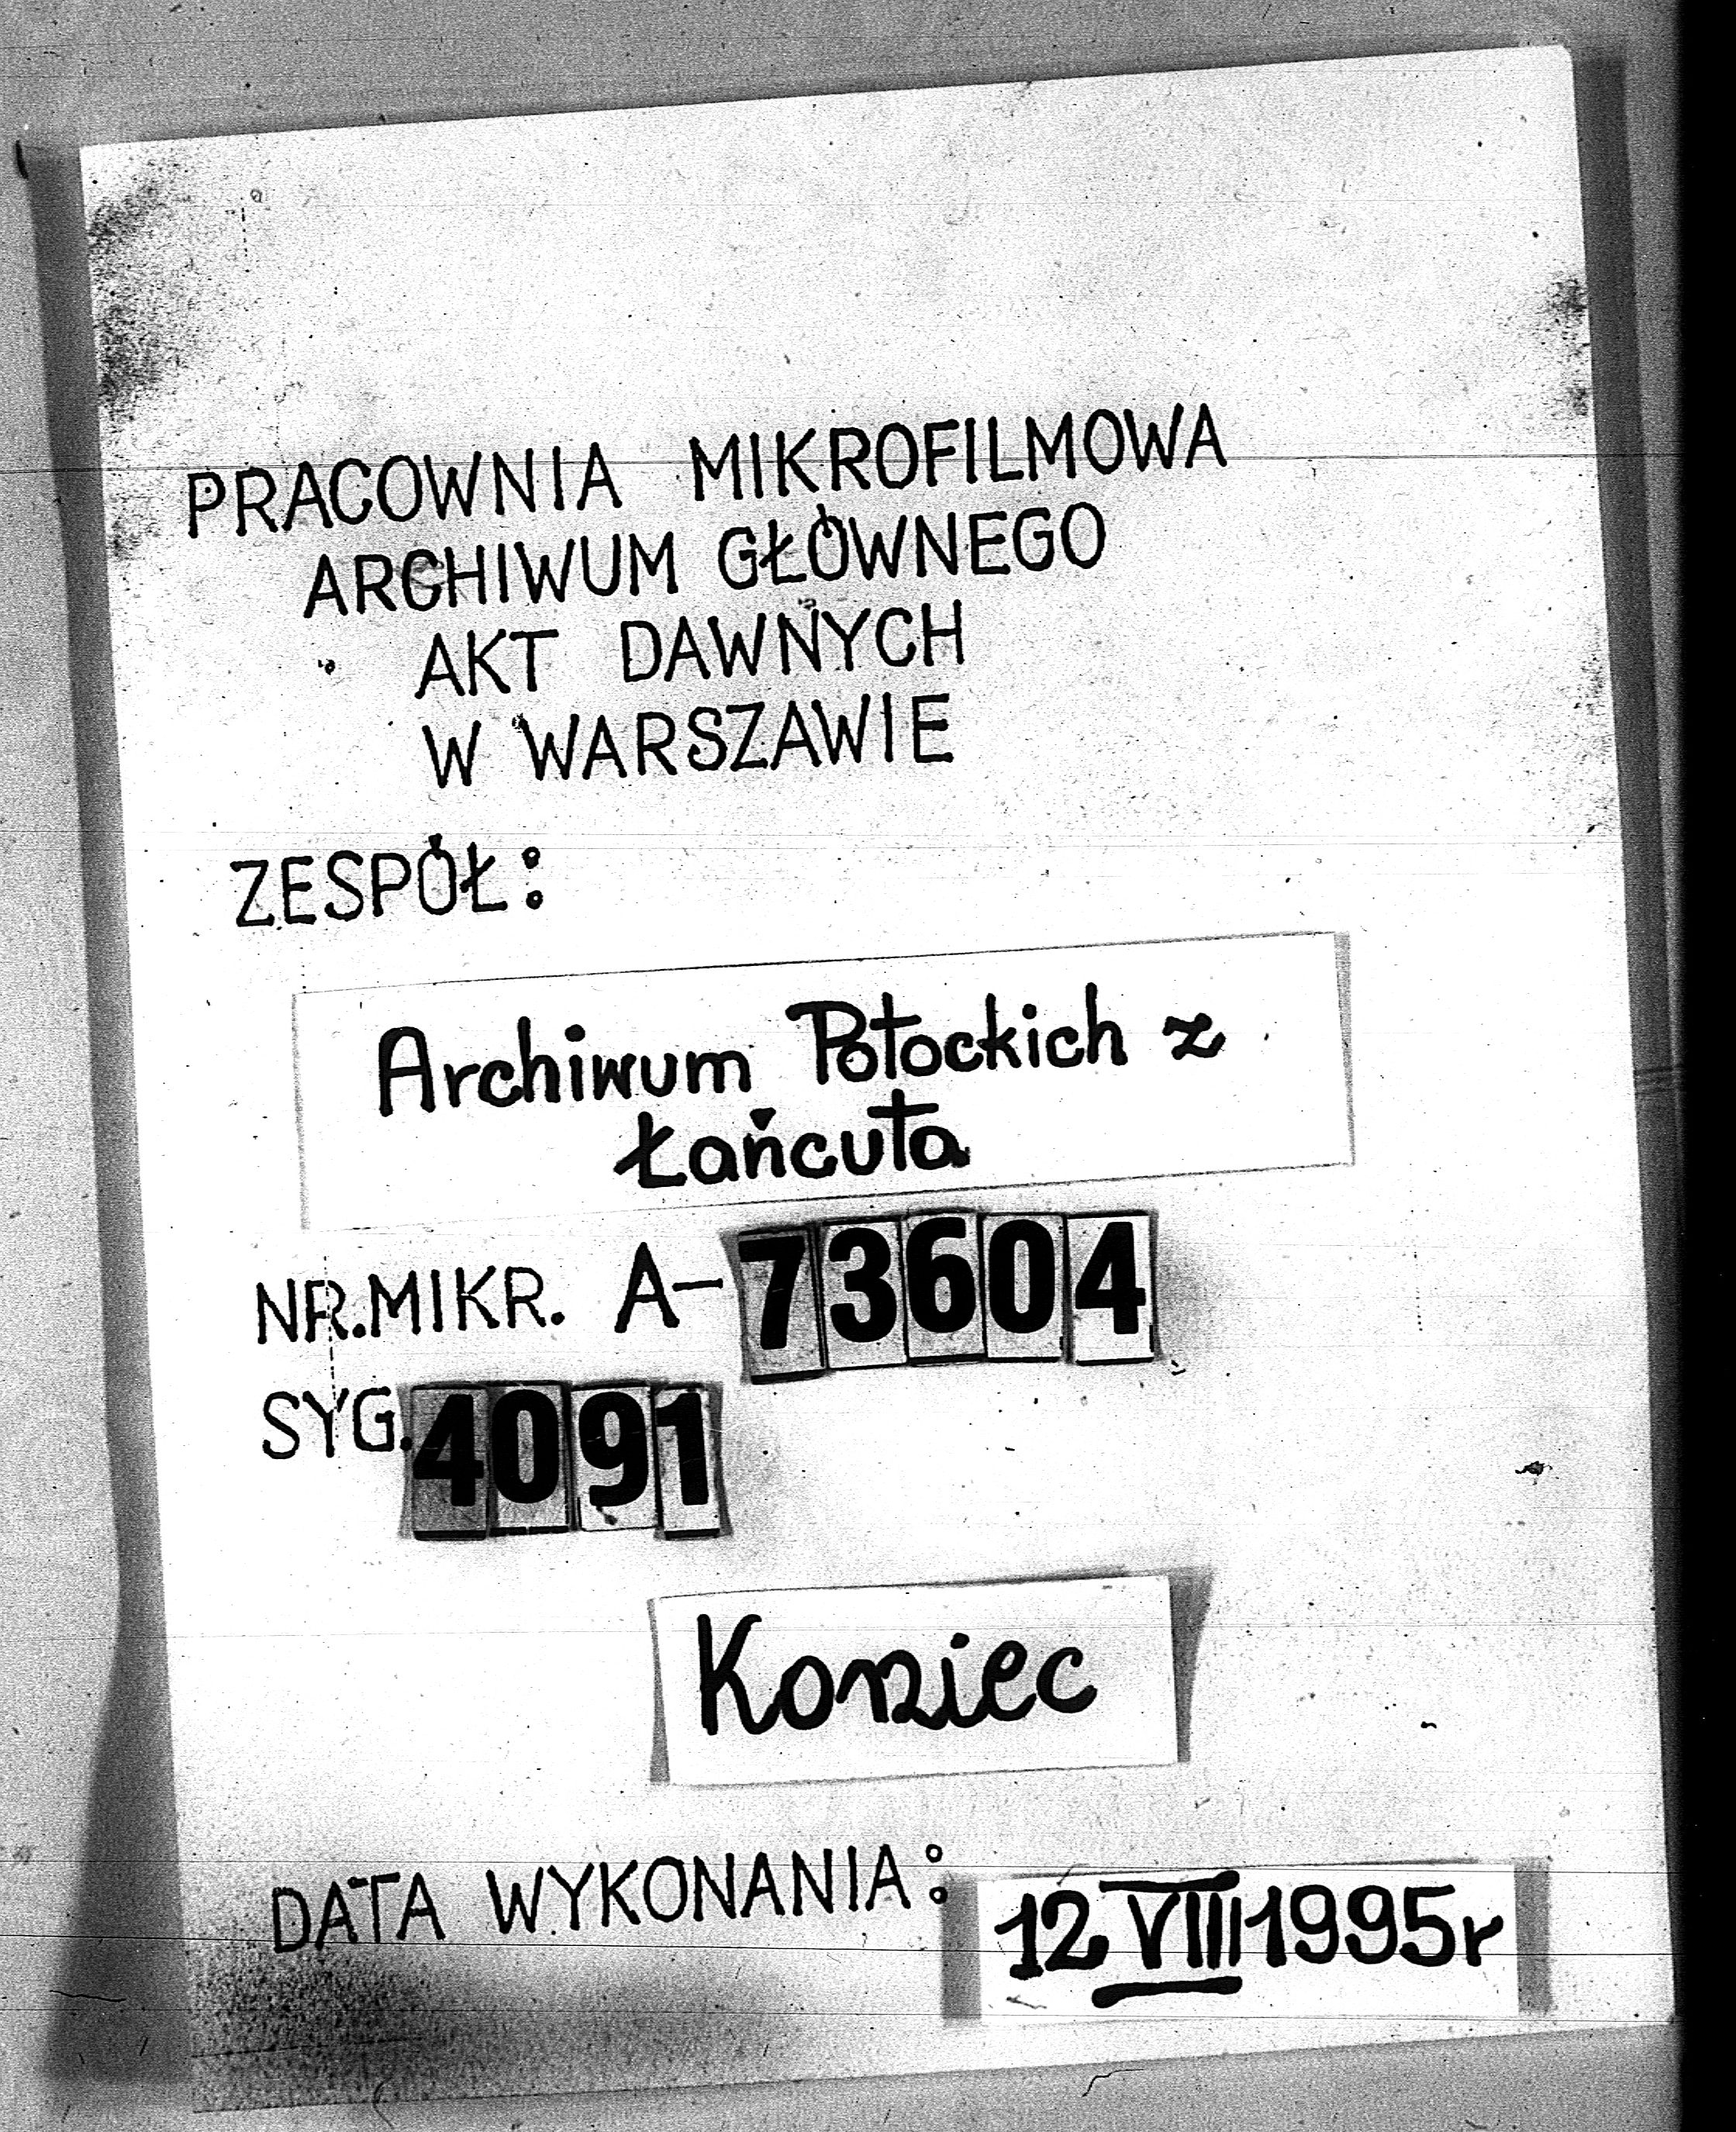 PRACOWNIA MIKROFILMOWA
ARCHIWUM GŁÓWNEGO
AKT DAWNYCH
W WARSZAWIE
ZESPÓŁ:
Archiwum Potockich z
Łańcuta
NR.MIKR. A-73604
SYG. 4091
Koniec
DATA WYKONANIA: 12 VIII 1995r